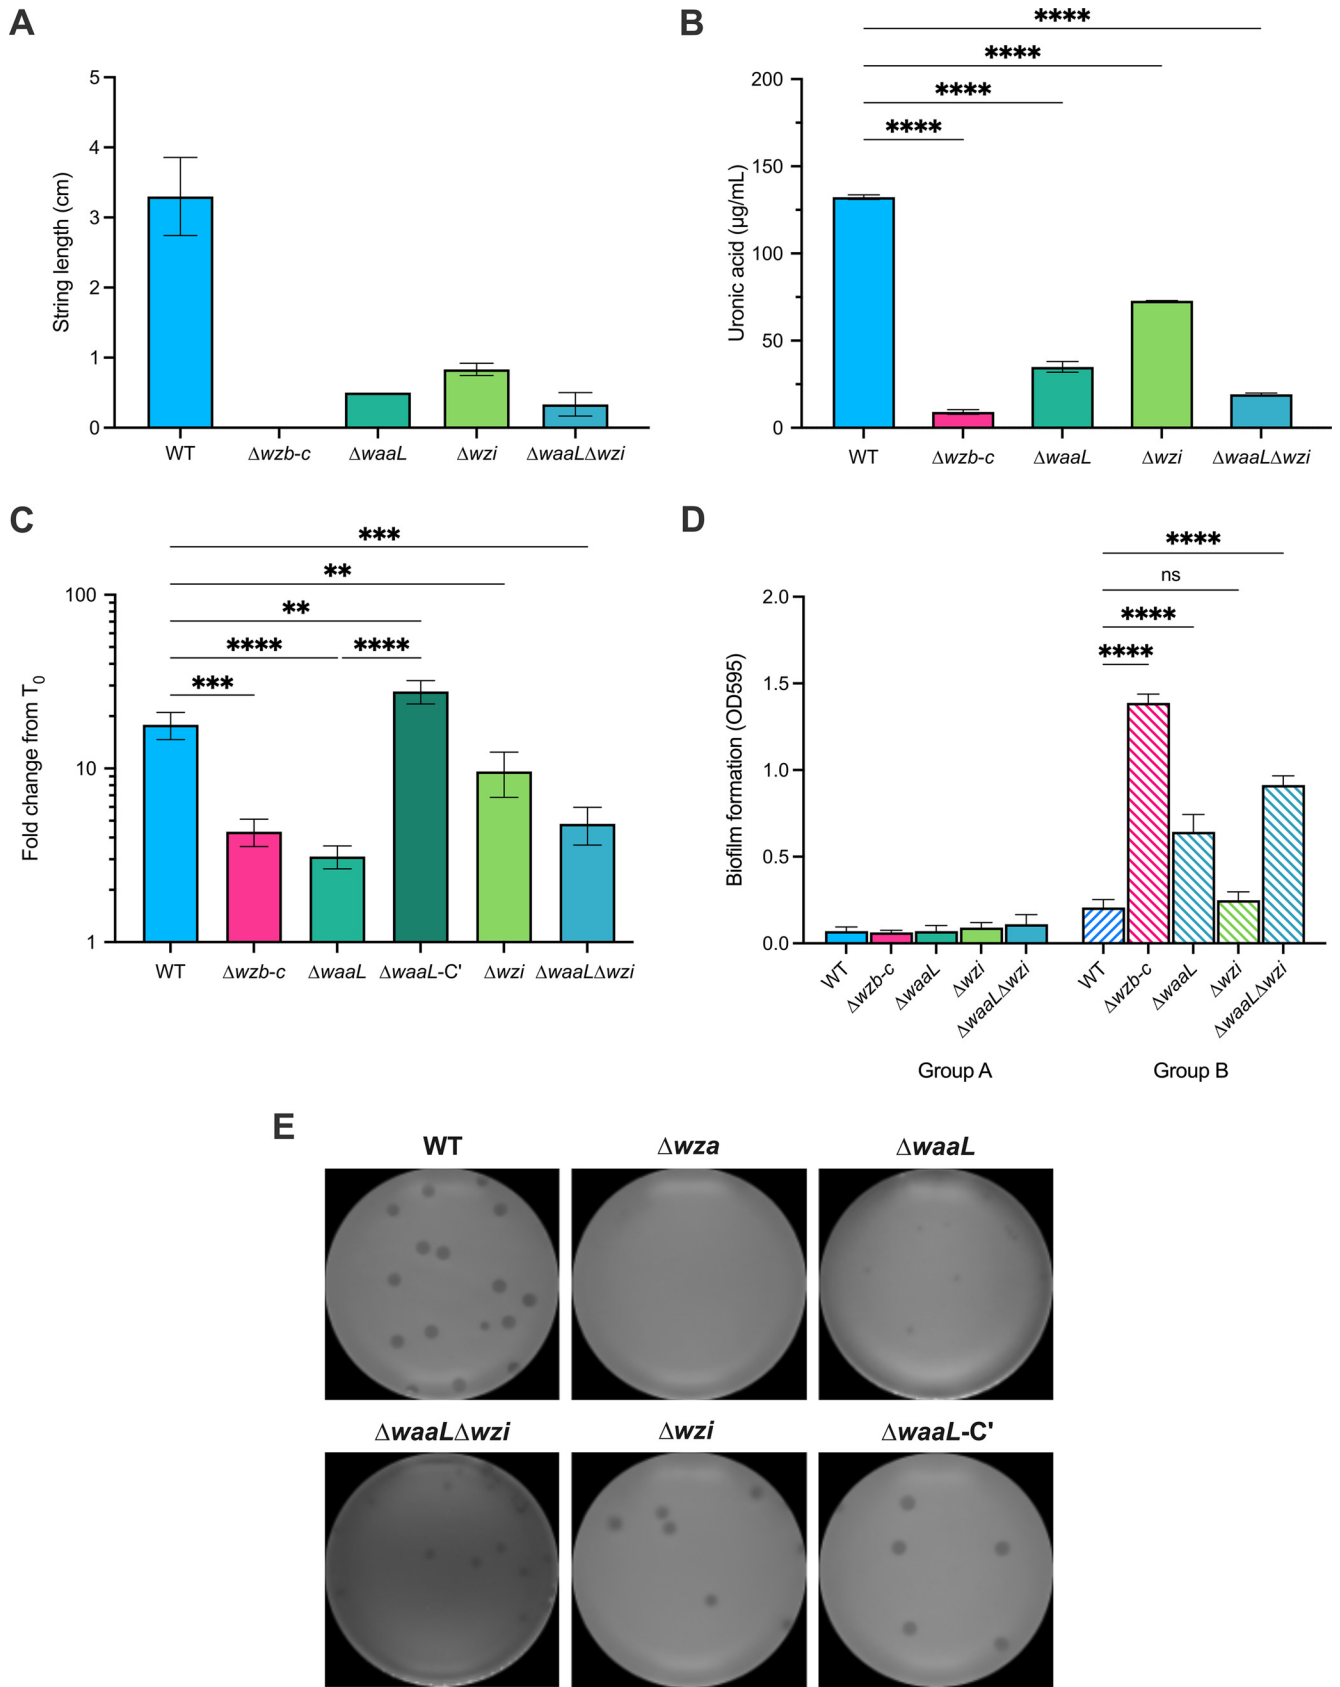 A
String length (cm)
5
4
3
2
1
0
WT
Δwzb-c
ΔwaaL
Δwzi
ΔwaaLΔwzi
B
****
****
****
****
Uronic acid (µg/mL)
200
150
100
50
0
WT
Δwzb-c
ΔwaaL
Δwzi
ΔwaaLΔwzi
C
***
**
**
**** ****
***
Fold change from T₀
100
10
1
WT
Δwzb-c
ΔwaaL
ΔwaaL-C'
Δwzi
ΔwaaLΔwzi
D
****
ns
****
****
Biofilm formation (OD595)
2.0
1.5
1.0
0.5
0.0
WT
Δwzb-c
ΔwaaL
Δwzi
ΔwaaLΔwzi
WT
Δwzb-c
ΔwaaL
Δwzi
ΔwaaLΔwzi
Group A
Group B
E
WT
Δwza
ΔwaaL
ΔwaaLΔwzi
Δwzi
ΔwaaL-C'